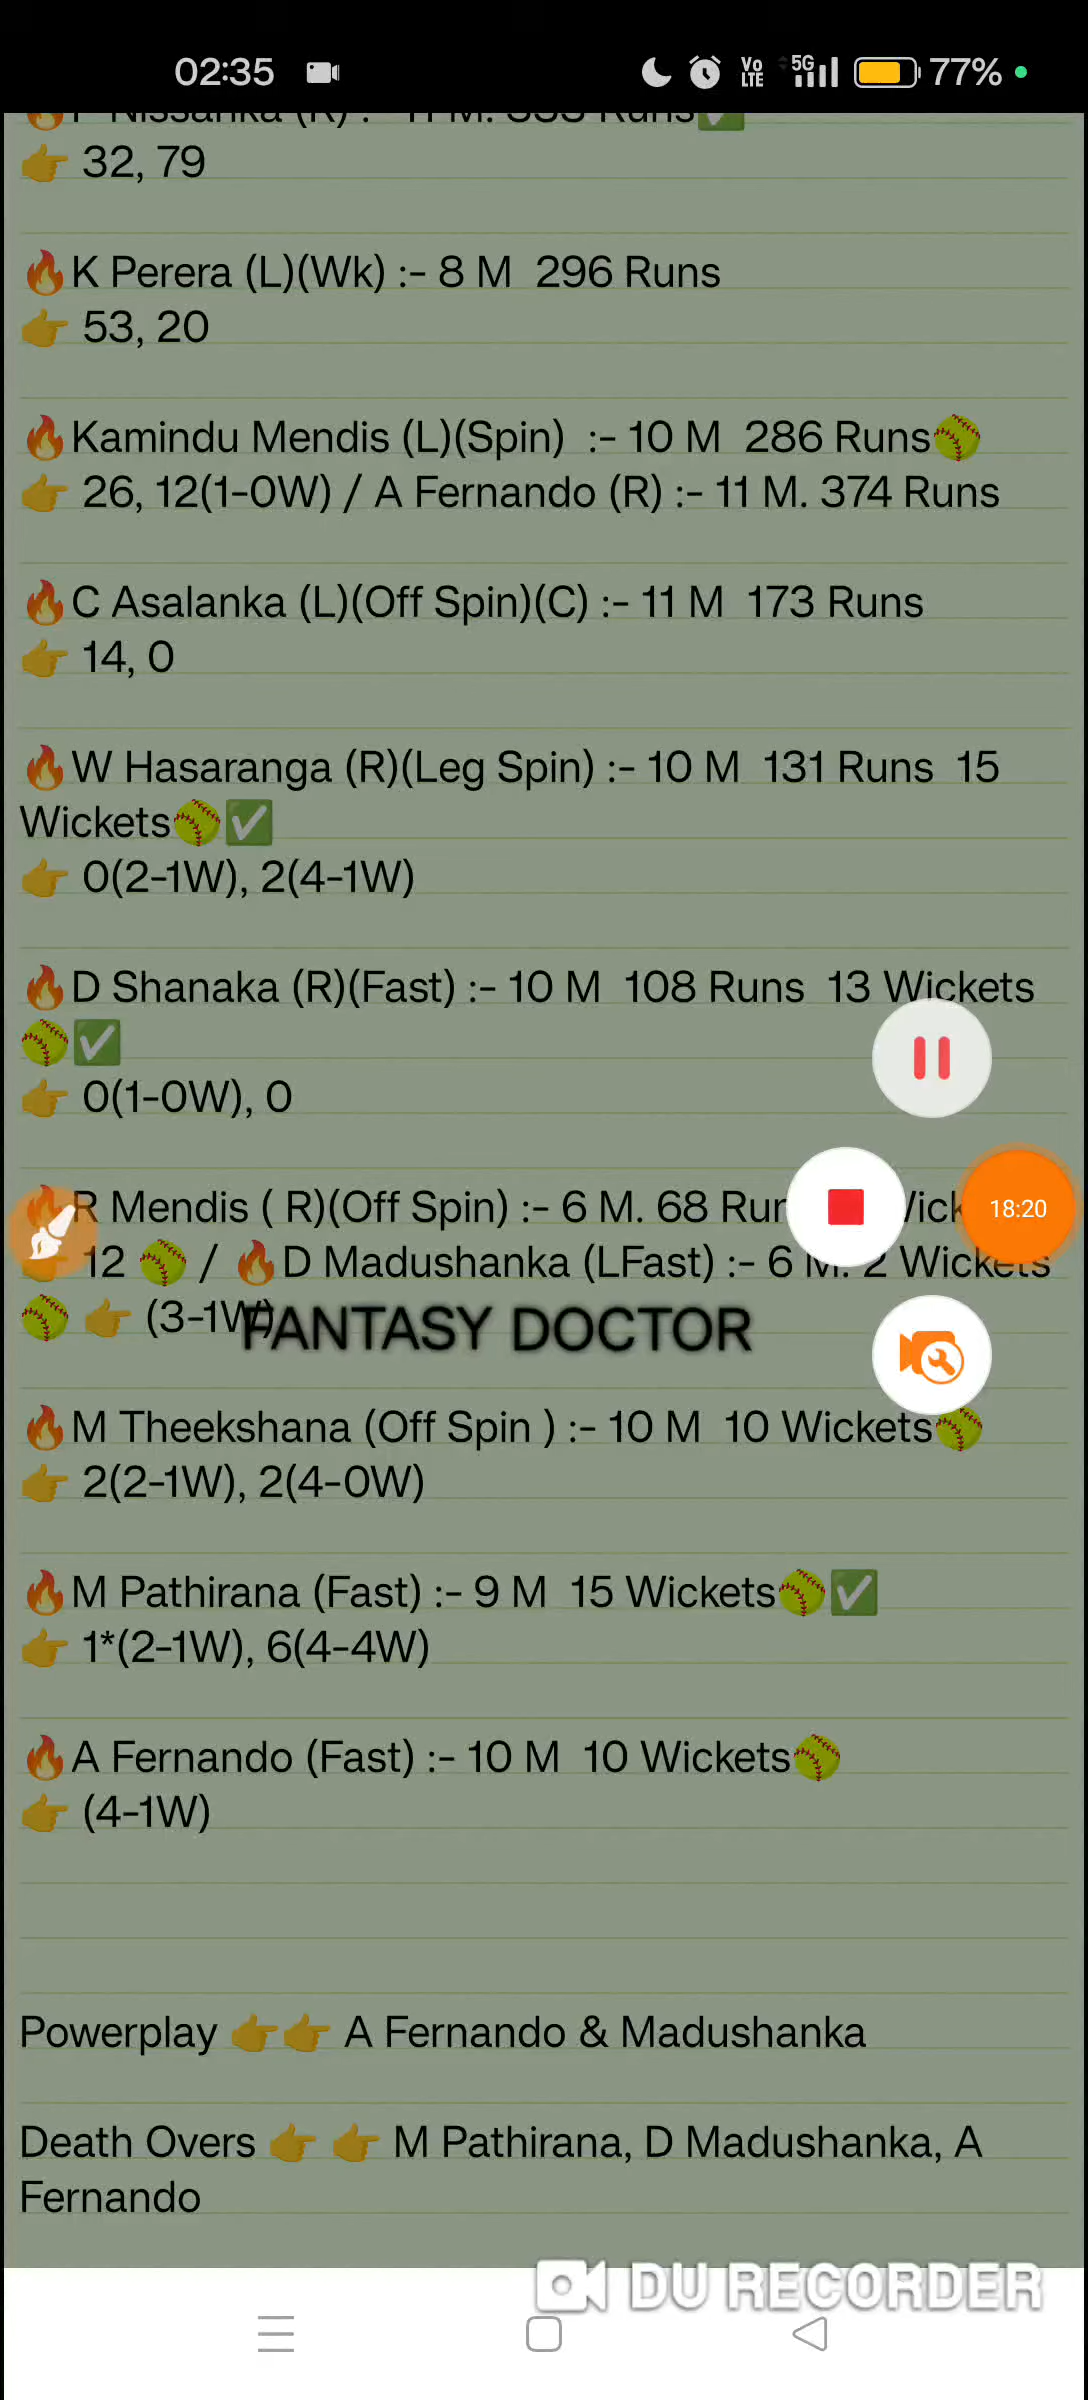 02:35 Vo LTE 5G 77%
32, 79
K Perera (L)(Wk) :- 8 M 296 Runs
53, 20
Kamindu Mendis (L)(Spin) :- 10 M 286 Runs
26, 12(1-0W) / A Fernando (R) :- 11 M. 374 Runs
C Asalanka (L)(Off Spin)(C) :- 11 M 173 Runs
14, 0
W Hasaranga (R)(Leg Spin) :- 10 M 131 Runs 15
Wickets
0(2-1W), 2(4-1W)
D Shanaka (R)(Fast) :- 10 M 108 Runs 13 Wickets
0(1-0W), 0
R Mendis ( R)(Off Spin) :- 6 M. 68
18:20
12 / D Madushanka (LFast) :- 6 M. 2 Wickets
(3-1W)
FANTASY DOCTOR
M Theekshana (Off Spin ) :- 10 M 10 Wickets
2(2-1W), 2(4-0W)
M Pathirana (Fast) :- 9 M 15 Wickets
1*(2-1W), 6(4-4W)
A Fernando (Fast) :- 10 M 10 Wickets
(4-1W)
Powerplay A Fernando & Madushanka
Death Overs M Pathirana, D Madushanka, A
Fernando
DU RECORDER